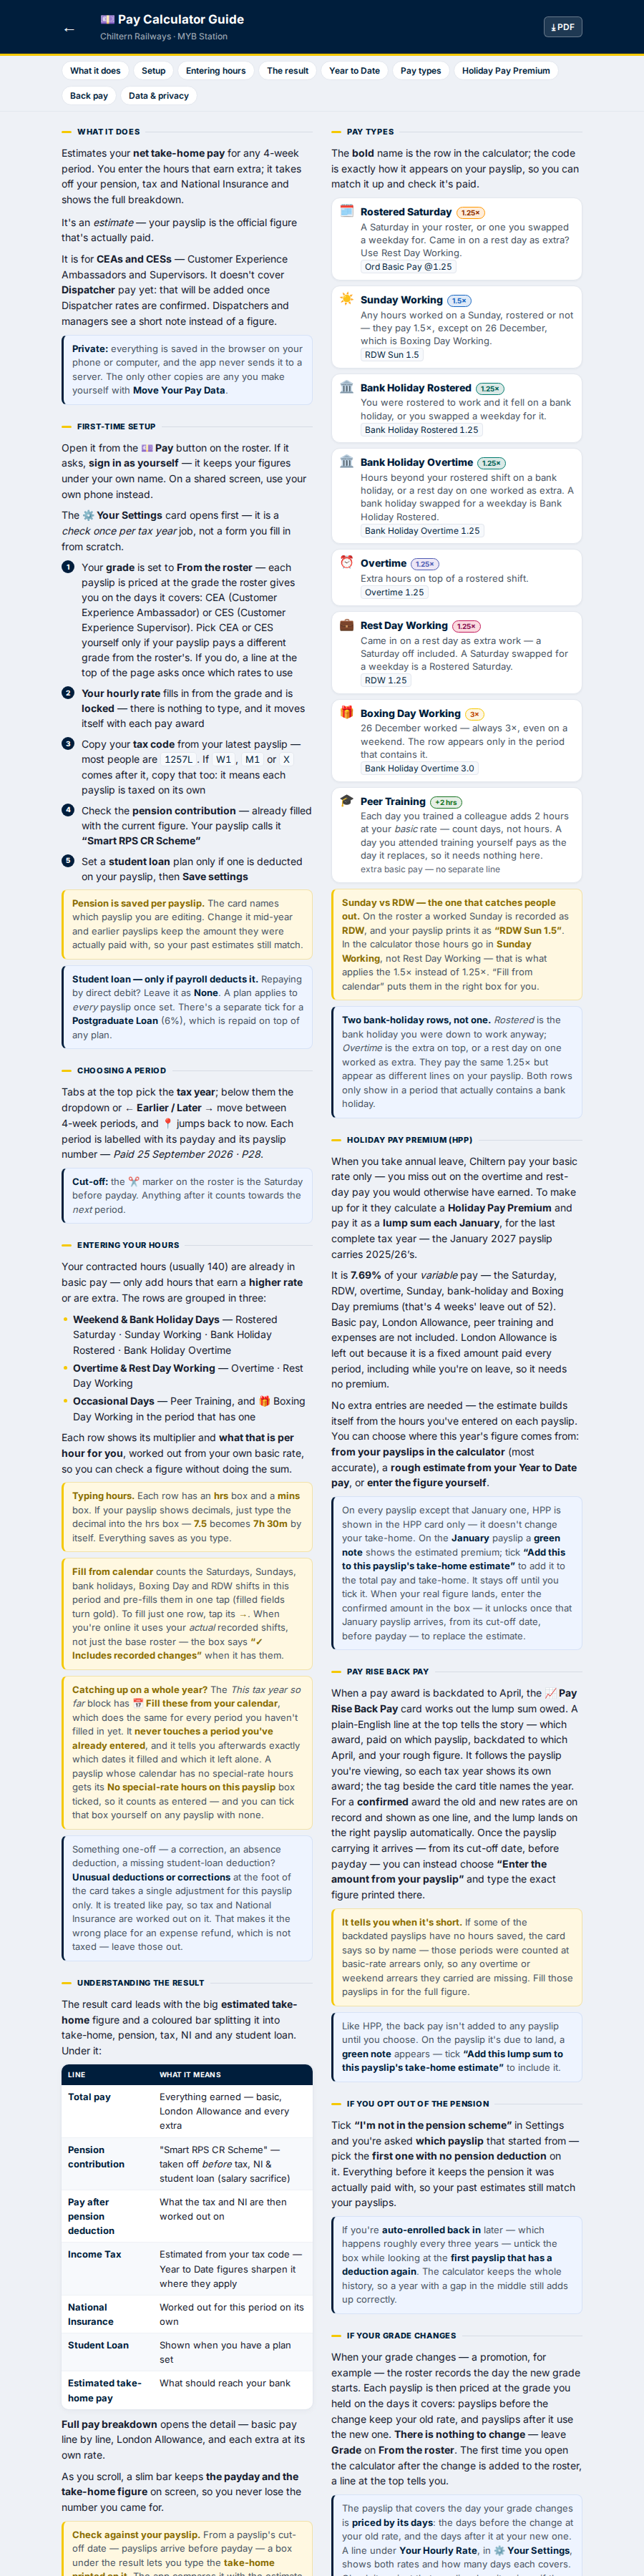 ← 💷 Pay Calculator Guide
Chiltern Railways · MYB Station
⤓ PDF
What it does
Setup
Entering hours
The result
Year to Date
Pay types
Holiday Pay Premium
Back pay
Data & privacy
WHAT IT DOES
Estimates your net take-home pay for any 4-week
period. You enter the hours that earn extra; it takes
off your pension, tax and National Insurance and
shows the full breakdown.
It's an estimate — your payslip is the official figure
that's actually paid.
It is for CEAs and CESs — Customer Experience
Ambassadors and Supervisors. It doesn't cover
Dispatcher pay yet: that will be added once
Dispatcher rates are confirmed. Dispatchers and
managers see a short note instead of a figure.
Private: everything is saved in the browser on your
phone or computer, and the app never sends it to a
server. The only other copies are any you make
yourself with Move Your Pay Data.
FIRST-TIME SETUP
Open it from the 💷 Pay button on the roster. If it
asks, sign in as yourself — it keeps your figures
under your own name. On a shared screen, use your
own phone instead.
The ⚙️ Your Settings card opens first — it is a
check once per tax year job, not a form you fill in
from scratch.
1 Your grade is set to From the roster — each
payslip is priced at the grade the roster gives
you on the days it covers: CEA (Customer
Experience Ambassador) or CES (Customer
Experience Supervisor). Pick CEA or CES
yourself only if your payslip pays a different
grade from the roster's. If you do, a line at the
top of the page asks once which rates to use
2 Your hourly rate fills in from the grade and is
locked — there is nothing to type, and it moves
itself with each pay award
3 Copy your tax code from your latest payslip —
most people are 1257L . If W1 , M1 or X
comes after it, copy that too: it means each
payslip is taxed on its own
4 Check the pension contribution — already filled
with the current figure. Your payslip calls it
“Smart RPS CR Scheme”
5 Set a student loan plan only if one is deducted
on your payslip, then Save settings
Pension is saved per payslip. The card names
which payslip you are editing. Change it mid-year
and earlier payslips keep the amount they were
actually paid with, so your past estimates still match.
Student loan — only if payroll deducts it. Repaying
by direct debit? Leave it as None. A plan applies to
every payslip once set. There's a separate tick for a
Postgraduate Loan (6%), which is repaid on top of
any plan.
CHOOSING A PERIOD
Tabs at the top pick the tax year; below them the
dropdown or ← Earlier / Later → move between
4-week periods, and 📍 jumps back to now. Each
period is labelled with its payday and its payslip
number — Paid 25 September 2026 · P28.
Cut-off: the ✂️ marker on the roster is the Saturday
before payday. Anything after it counts towards the
next period.
ENTERING YOUR HOURS
Your contracted hours (usually 140) are already in
basic pay — only add hours that earn a higher rate
or are extra. The rows are grouped in three:
• Weekend & Bank Holiday Days — Rostered
Saturday · Sunday Working · Bank Holiday
Rostered · Bank Holiday Overtime
• Overtime & Rest Day Working — Overtime · Rest
Day Working
• Occasional Days — Peer Training, and 🎁 Boxing
Day Working in the period that has one
Each row shows its multiplier and what that is per
hour for you, worked out from your own basic rate,
so you can check a figure without doing the sum.
Typing hours. Each row has an hrs box and a mins
box. If your payslip shows decimals, just type the
decimal into the hrs box — 7.5 becomes 7h 30m by
itself. Everything saves as you type.
Fill from calendar counts the Saturdays, Sundays,
bank holidays, Boxing Day and RDW shifts in this
period and pre-fills them in one tap (filled fields
turn gold). To fill just one row, tap its →. When
you're online it uses your actual recorded shifts,
not just the base roster — the box says “✓
Includes recorded changes” when it has them.
Catching up on a whole year? The This tax year so
far block has 📅 Fill these from your calendar,
which does the same for every period you haven't
filled in yet. It never touches a period you've
already entered, and it tells you afterwards exactly
which dates it filled and which it left alone. A
payslip whose calendar has no special-rate hours
gets its No special-rate hours on this payslip box
ticked, so it counts as entered — and you can tick
that box yourself on any payslip with none.
Something one-off — a correction, an absence
deduction, a missing student-loan deduction?
Unusual deductions or corrections at the foot of
the card takes a single adjustment for this payslip
only. It is treated like pay, so tax and National
Insurance are worked out on it. That makes it the
wrong place for an expense refund, which is not
taxed — leave those out.
UNDERSTANDING THE RESULT
The result card leads with the big estimated take-
home figure and a coloured bar splitting it into
take-home, pension, tax, NI and any student loan.
Under it:
LINE WHAT IT MEANS
Total pay Everything earned — basic,
London Allowance and every
extra
Pension "Smart RPS CR Scheme" —
contribution taken off before tax, NI &
student loan (salary sacrifice)
Pay after What the tax and NI are then
pension worked out on
deduction
Income Tax Estimated from your tax code —
Year to Date figures sharpen it
where they apply
National Worked out for this period on its
Insurance own
Student Loan Shown when you have a plan
set
Estimated take- What should reach your bank
home pay
Full pay breakdown opens the detail — basic pay
line by line, London Allowance, and each extra at its
own rate.
As you scroll, a slim bar keeps the payday and the
take-home figure on screen, so you never lose the
number you came for.
Check against your payslip. From a payslip's cut-
off date — payslips arrive before payday — a box
under the result lets you type the take-home
PAY TYPES
The bold name is the row in the calculator; the code
is exactly how it appears on your payslip, so you can
match it up and check it's paid.
🗓️ Rostered Saturday 1.25×
A Saturday in your roster, or one you swapped
a weekday for. Came in on a rest day as extra?
Use Rest Day Working.
Ord Basic Pay @1.25
☀️ Sunday Working 1.5×
Any hours worked on a Sunday, rostered or not
— they pay 1.5×, except on 26 December,
which is Boxing Day Working.
RDW Sun 1.5
🏛️ Bank Holiday Rostered 1.25×
You were rostered to work and it fell on a bank
holiday, or you swapped a weekday for it.
Bank Holiday Rostered 1.25
🏛️ Bank Holiday Overtime 1.25×
Hours beyond your rostered shift on a bank
holiday, or a rest day on one worked as extra. A
bank holiday swapped for a weekday is Bank
Holiday Rostered.
Bank Holiday Overtime 1.25
⏰ Overtime 1.25×
Extra hours on top of a rostered shift.
Overtime 1.25
💼 Rest Day Working 1.25×
Came in on a rest day as extra work — a
Saturday off included. A Saturday swapped for
a weekday is a Rostered Saturday.
RDW 1.25
🎁 Boxing Day Working 3×
26 December worked — always 3×, even on a
weekend. The row appears only in the period
that contains it.
Bank Holiday Overtime 3.0
🎓 Peer Training +2 hrs
Each day you trained a colleague adds 2 hours
at your basic rate — count days, not hours. A
day you attended training yourself pays as the
day it replaces, so it needs nothing here.
extra basic pay — no separate line
Sunday vs RDW — the one that catches people
out. On the roster a worked Sunday is recorded as
RDW, and your payslip prints it as “RDW Sun 1.5”.
In the calculator those hours go in Sunday
Working, not Rest Day Working — that is what
applies the 1.5× instead of 1.25×. “Fill from
calendar” puts them in the right box for you.
Two bank-holiday rows, not one. Rostered is the
bank holiday you were down to work anyway;
Overtime is the extra on top, or a rest day on one
worked as extra. They pay the same 1.25× but
appear as different lines on your payslip. Both rows
only show in a period that actually contains a bank
holiday.
HOLIDAY PAY PREMIUM (HPP)
When you take annual leave, Chiltern pay your basic
rate only — you miss out on the overtime and rest-
day pay you would otherwise have earned. To make
up for it they calculate a Holiday Pay Premium and
pay it as a lump sum each January, for the last
complete tax year — the January 2027 payslip
carries 2025/26's.
It is 7.69% of your variable pay — the Saturday,
RDW, overtime, Sunday, bank-holiday and Boxing
Day premiums (that's 4 weeks' leave out of 52).
Basic pay, London Allowance, peer training and
expenses are not included. London Allowance is
left out because it is a fixed amount paid every
period, including while you're on leave, so it needs
no premium.
No extra entries are needed — the estimate builds
itself from the hours you've entered on each payslip.
You can choose where this year's figure comes from:
from your payslips in the calculator (most
accurate), a rough estimate from your Year to Date
pay, or enter the figure yourself.
On every payslip except that January one, HPP is
shown in the HPP card only — it doesn't change
your take-home. On the January payslip a green
note shows the estimated premium; tick “Add this
to this payslip's take-home estimate” to add it to
the total pay and take-home. It stays off until you
tick it. When your real figure lands, enter the
confirmed amount in the box — it unlocks once that
January payslip arrives, from its cut-off date,
before payday — to replace the estimate.
PAY RISE BACK PAY
When a pay award is backdated to April, the 📈 Pay
Rise Back Pay card works out the lump sum owed. A
plain-English line at the top tells the story — which
award, paid on which payslip, backdated to which
April, and your rough figure. It follows the payslip
you're viewing, so each tax year shows its own
award; the tag beside the card title names the year.
For a confirmed award the old and new rates are on
record and shown as one line, and the lump lands on
the right payslip automatically. Once the payslip
carrying it arrives — from its cut-off date, before
payday — you can instead choose “Enter the
amount from your payslip” and type the exact
figure printed there.
It tells you when it's short. If some of the
backdated payslips have no hours saved, the card
says so by name — those periods were counted at
basic-rate arrears only, so any overtime or
weekend arrears they carried are missing. Fill those
payslips in for the full figure.
Like HPP, the back pay isn't added to any payslip
until you choose. On the payslip it's due to land, a
green note appears — tick “Add this lump sum to
this payslip's take-home estimate” to include it.
IF YOU OPT OUT OF THE PENSION
Tick “I'm not in the pension scheme” in Settings
and you're asked which payslip that started from —
pick the first one with no pension deduction on
it. Everything before it keeps the pension it was
actually paid with, so your past estimates still match
your payslips.
If you're auto-enrolled back in later — which
happens roughly every three years — untick the
box while looking at the first payslip that has a
deduction again. The calculator keeps the whole
history, so a year with a gap in the middle still adds
up correctly.
IF YOUR GRADE CHANGES
When your grade changes — a promotion, for
example — the roster records the day the new grade
starts. Each payslip is then priced at the grade you
held on the days it covers: payslips before the
change keep your old rate, and payslips after it use
the new one. There is nothing to change — leave
Grade on From the roster. The first time you open
the calculator after the change is added to the roster,
a line at the top tells you.
The payslip that covers the day your grade changes
is priced by its days: the days before the change at
your old rate, and the days after it at your new one.
A line under Your Hourly Rate, in ⚙️ Your Settings,
shows both rates and how many days each covers.